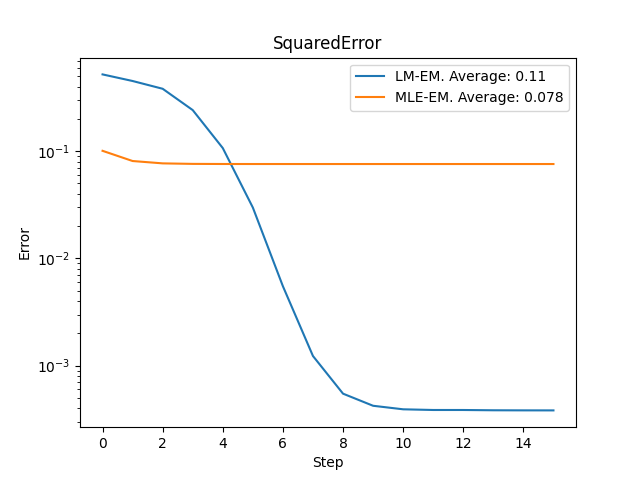 SquaredError
LM-EM. Average: 0.11
MLE-EM. Average: 0.078
Error
10⁻¹
10⁻²
10⁻³
0 2 4 6 8 10 12 14
Step